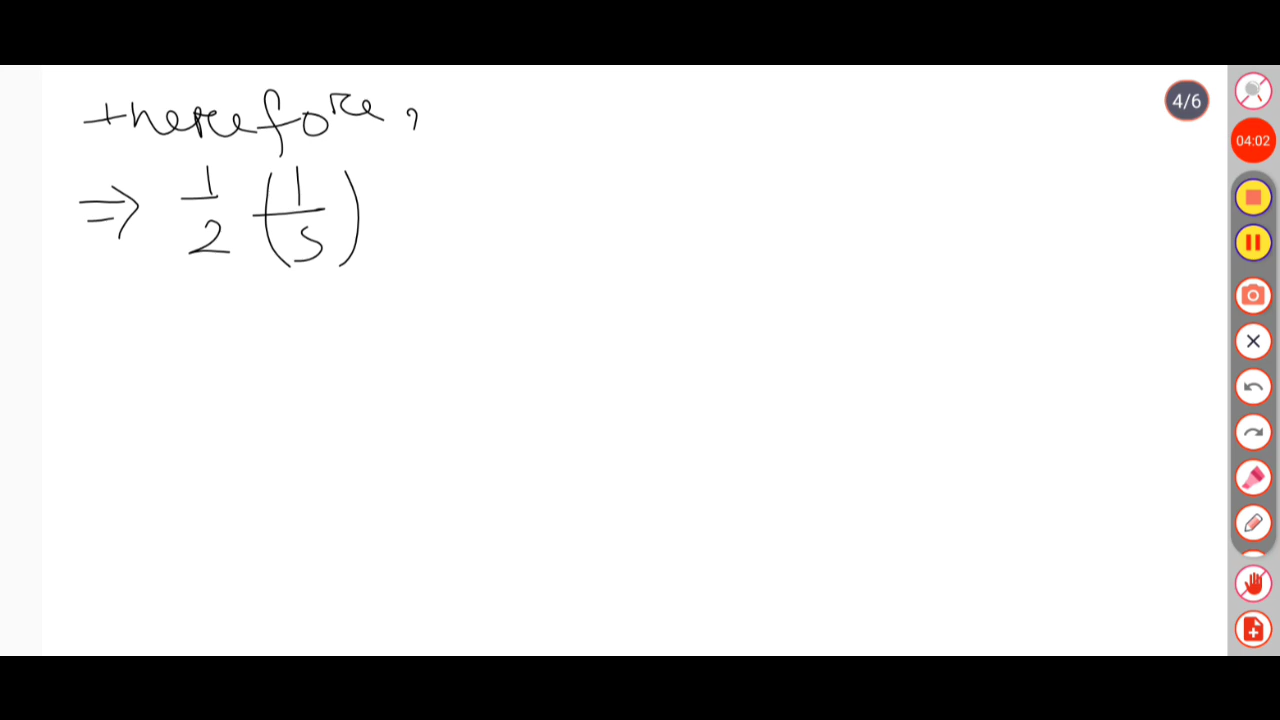 therefore,
⇒ 1/2 (1/s)
4/6
04:02